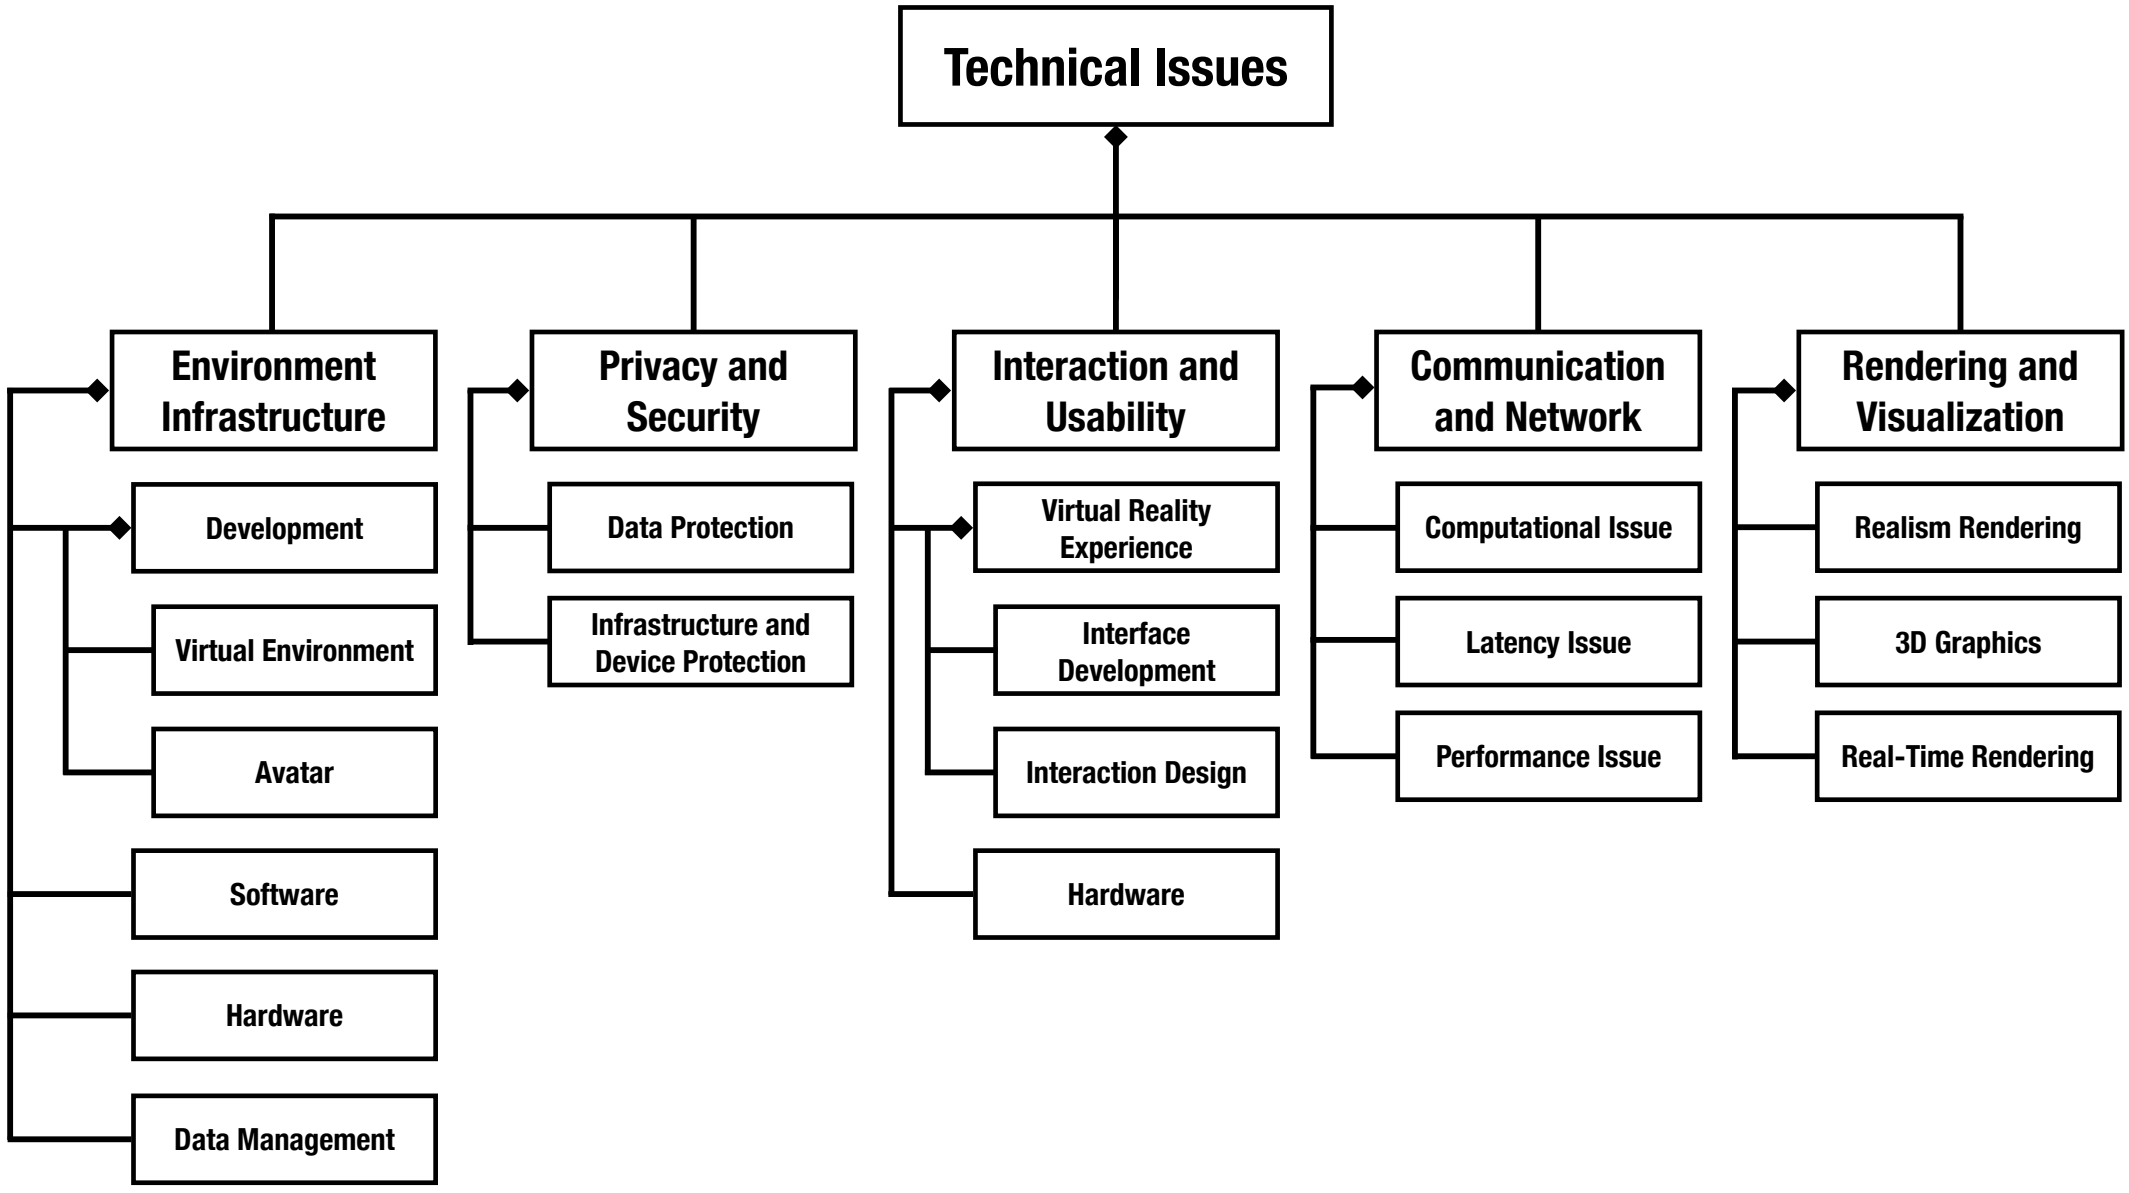 Technical Issues
Environment
Infrastructure
Development
Virtual Environment
Avatar
Software
Hardware
Data Management
Privacy and
Security
Data Protection
Infrastructure and
Device Protection
Interaction and
Usability
Virtual Reality
Experience
Interface
Development
Interaction Design
Hardware
Communication
and Network
Computational Issue
Latency Issue
Performance Issue
Rendering and
Visualization
Realism Rendering
3D Graphics
Real-Time Rendering